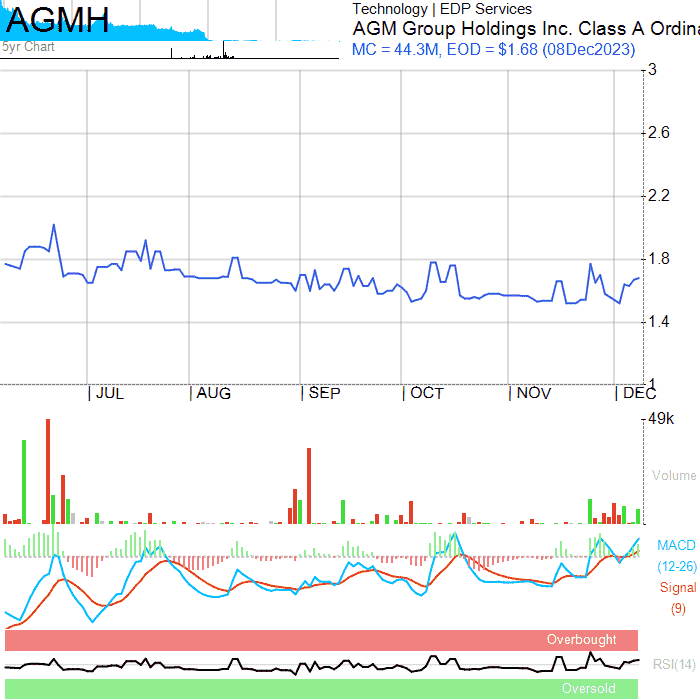 AGMH
5yr Chart
Technology | EDP Services
AGM Group Holdings Inc. Class A Ordina
MC = 44.3M, EOD = $1.68 (08Dec2023)
3
2.6
2.2
1.8
1.4
1
JUL
AUG
SEP
OCT
NOV
DEC
49k
Volume
MACD
(12-26)
Signal
(9)
Overbought
RSI(14)
Oversold